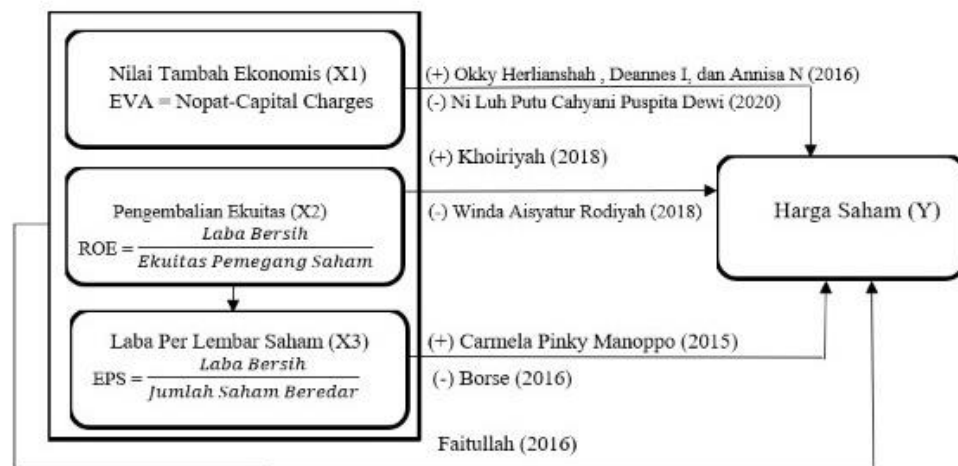 Nilai Tambah Ekonomis (X1)
EVA = Nopat-Capital Charges
(+) Okky Herlianshah , Deannes I, dan Annisa N (2016)
(-) Ni Luh Putu Cahyani Puspita Dewi (2020)
(+) Khoiriyah (2018)
(-) Winda Aisyatur Rodiyah (2018)
Pengembalian Ekuitas (X2)
ROE = Laba Bersih
Ekuitas Pemegang Saham
Harga Saham (Y)
Laba Per Lembar Saham (X3)
EPS = Laba Bersih
Jumlah Saham Beredar
(+) Carmela Pinky Manoppo (2015)
(-) Borse (2016)
Faitullah (2016)